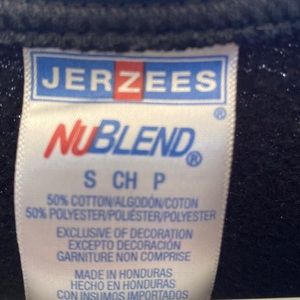 JERZEES
®
NUBLEND®
S CH P
50% COTTON/ALGODÓN/COTON
50% POLYESTER/POLIÉSTER/POLYESTER
EXCLUSIVE OF DECORATION
EXCEPTO DECORACIÓN
GARNITURE NON COMPRISE
MADE IN HONDURAS
HECHO EN HONDURAS
CON INSUMOS IMPORTADOS